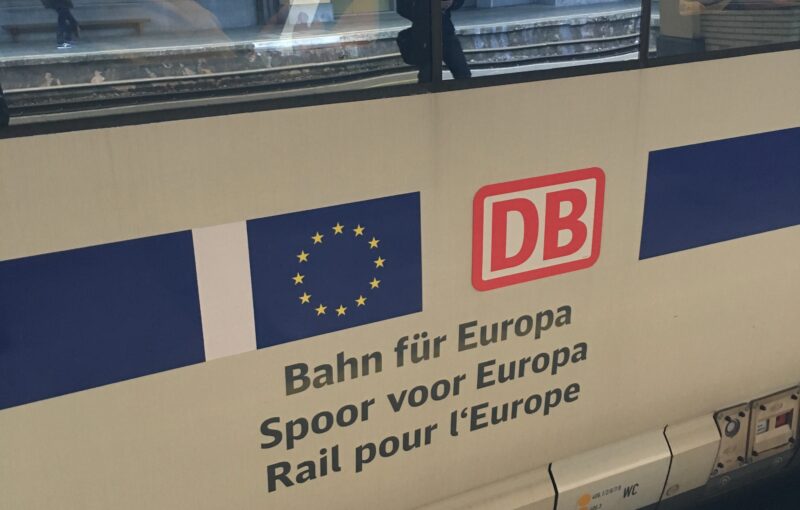 DB
Bahn für Europa
Spoor voor Europa
Rail pour l‘Europe
WC